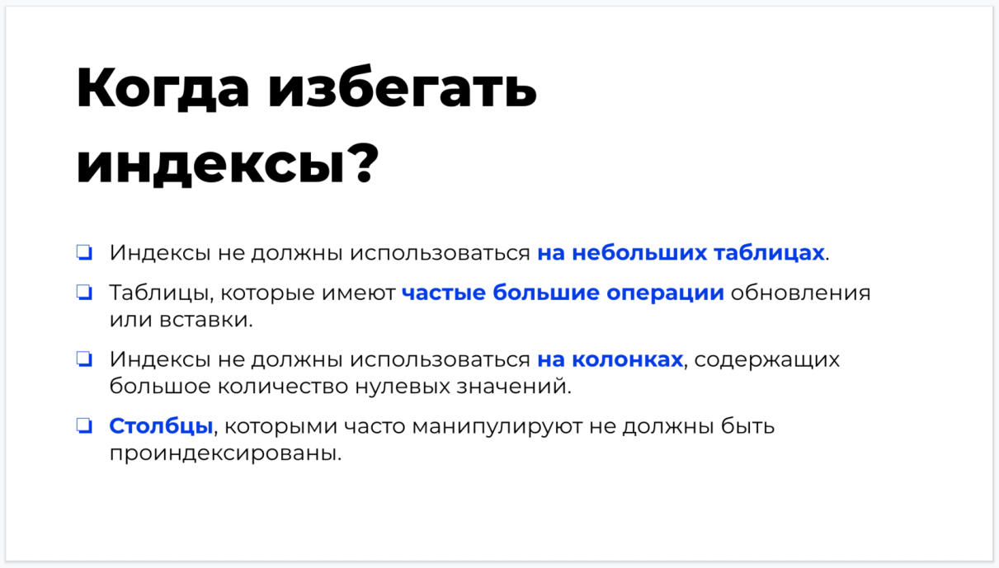 Когда избегать
индексы?
Индексы не должны использоваться на небольших таблицах.
Таблицы, которые имеют частые большие операции обновления
или вставки.
Индексы не должны использоваться на колонках, содержащих
большое количество нулевых значений.
Столбцы, которыми часто манипулируют не должны быть
проиндексированы.